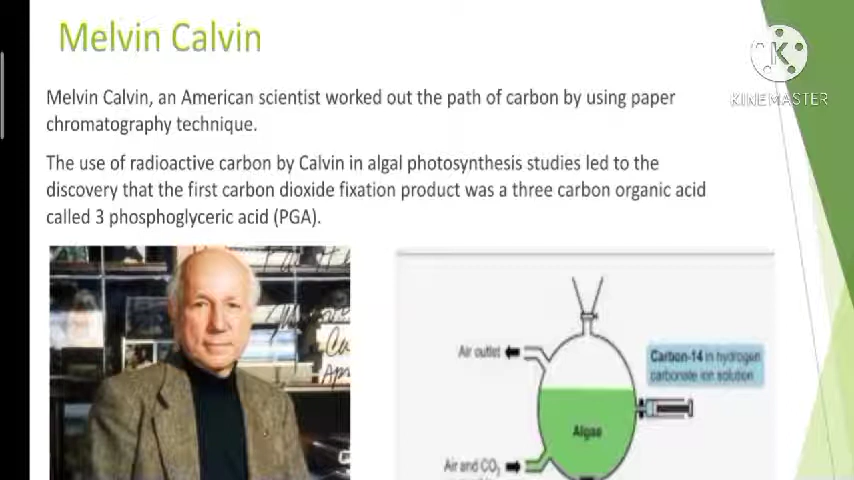 Melvin Calvin
KINEMASTER
Melvin Calvin, an American scientist worked out the path of carbon by using paper
chromatography technique.
The use of radioactive carbon by Calvin in algal photosynthesis studies led to the
discovery that the first carbon dioxide fixation product was a three carbon organic acid
called 3 phosphoglyceric acid (PGA).
Air outlet
Carbon-14 in hydrogen
carbonate ion solution
Algae
Air and CO2